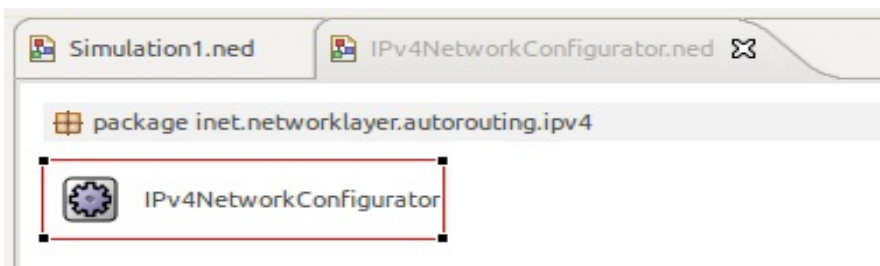 Simulation1.ned IPv4NetworkConfigurator.ned
package inet.networklayer.autorouting.ipv4
IPv4NetworkConfigurator